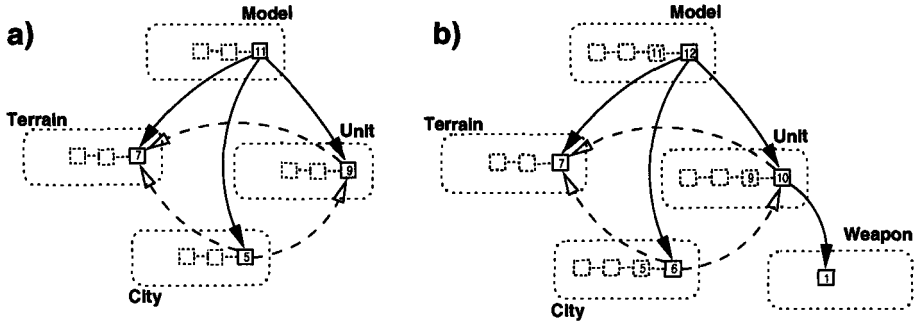 a)
Model
11
Terrain
7
Unit
9
5
City
b)
Model
11 12
Terrain
7
Unit
9 10
Weapon
1
5 6
City